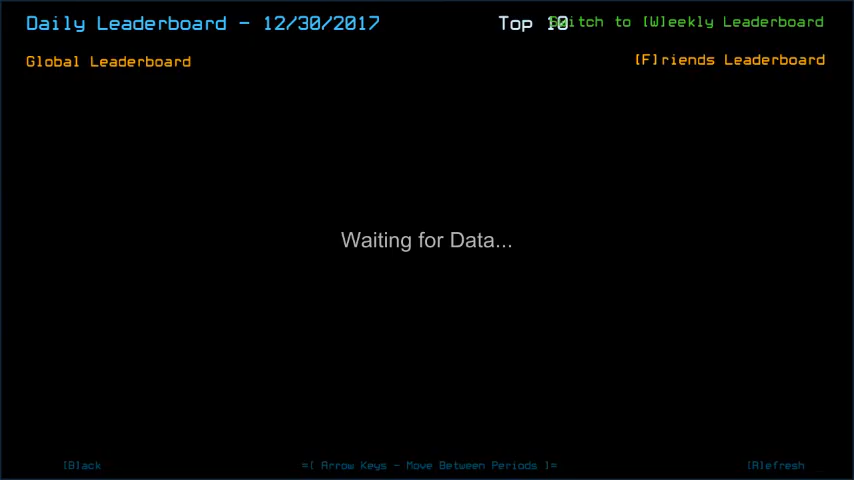 Daily Leaderboard - 12/30/2017 Top 10 Switch to [W]eekly Leaderboard
Global Leaderboard [F]riends Leaderboard
Waiting for Data...
[B]ack =[ Arrow Keys - Move Between Periods ]= [R]efresh